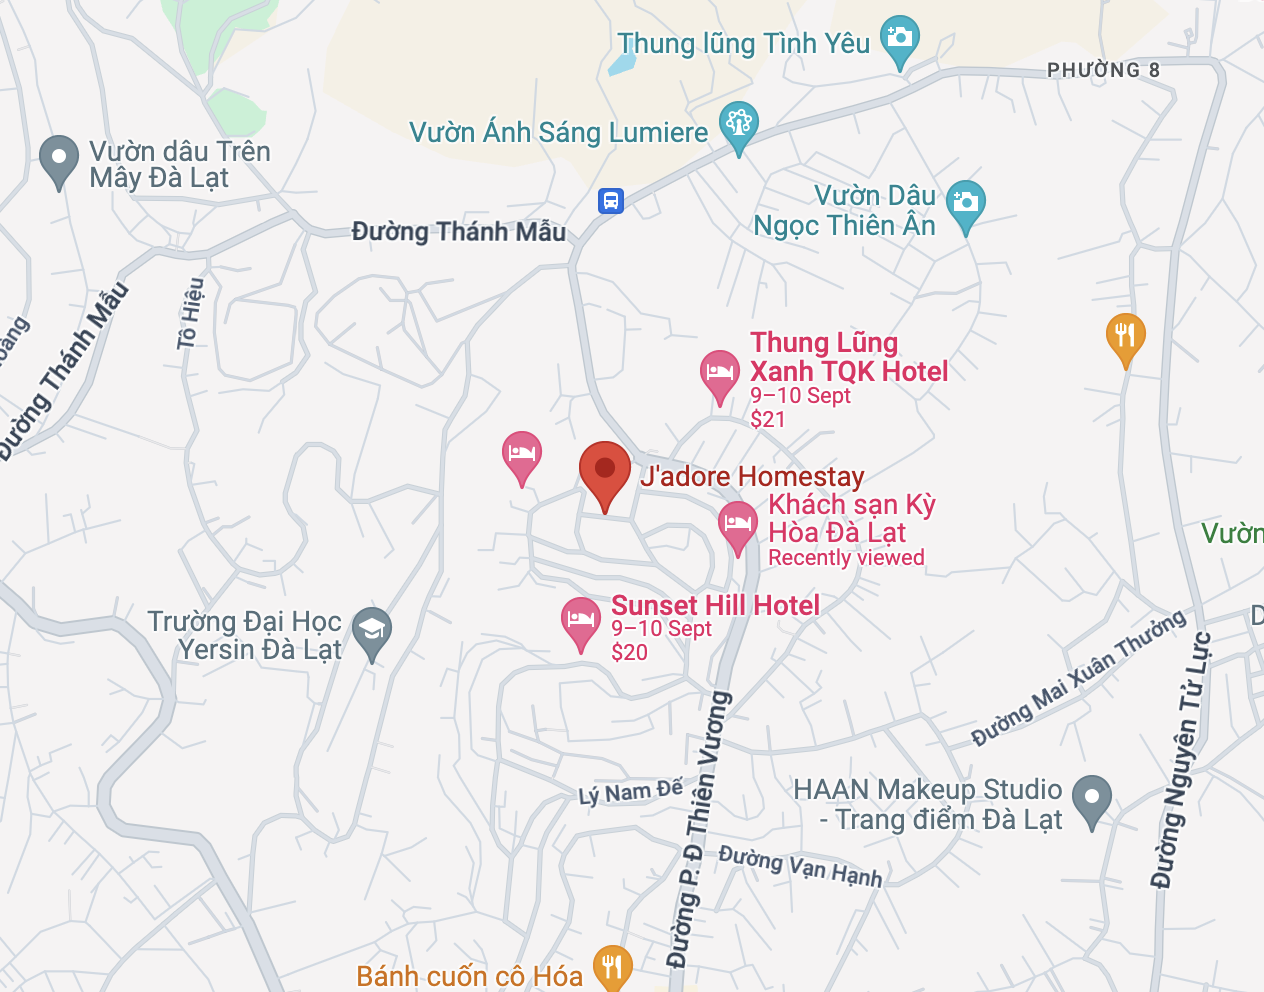 Thung lũng Tình Yêu
PHƯỜNG 8
Vườn Ánh Sáng Lumiere
Vườn dâu Trên
Mây Đà Lạt
Vườn Dâu
Ngọc Thiên Ân
Đường Thánh Mẫu
Tô Hiệu
Đường Thánh Mẫu
Thung Lũng
Xanh TQK Hotel
9–10 Sept
$21
J'adore Homestay
Khách sạn Kỳ
Hòa Đà Lạt
Recently viewed
Vườn
Sunset Hill Hotel
9–10 Sept
$20
Trường Đại Học
Yersin Đà Lạt
Đường Mai Xuân Thưởng
Đường Nguyên Tử Lực
Lý Nam Đế
Đường P. Đ Thiên Vương
HAAN Makeup Studio
- Trang điểm Đà Lạt
Đường Vạn Hạnh
Bánh cuốn cô Hóa